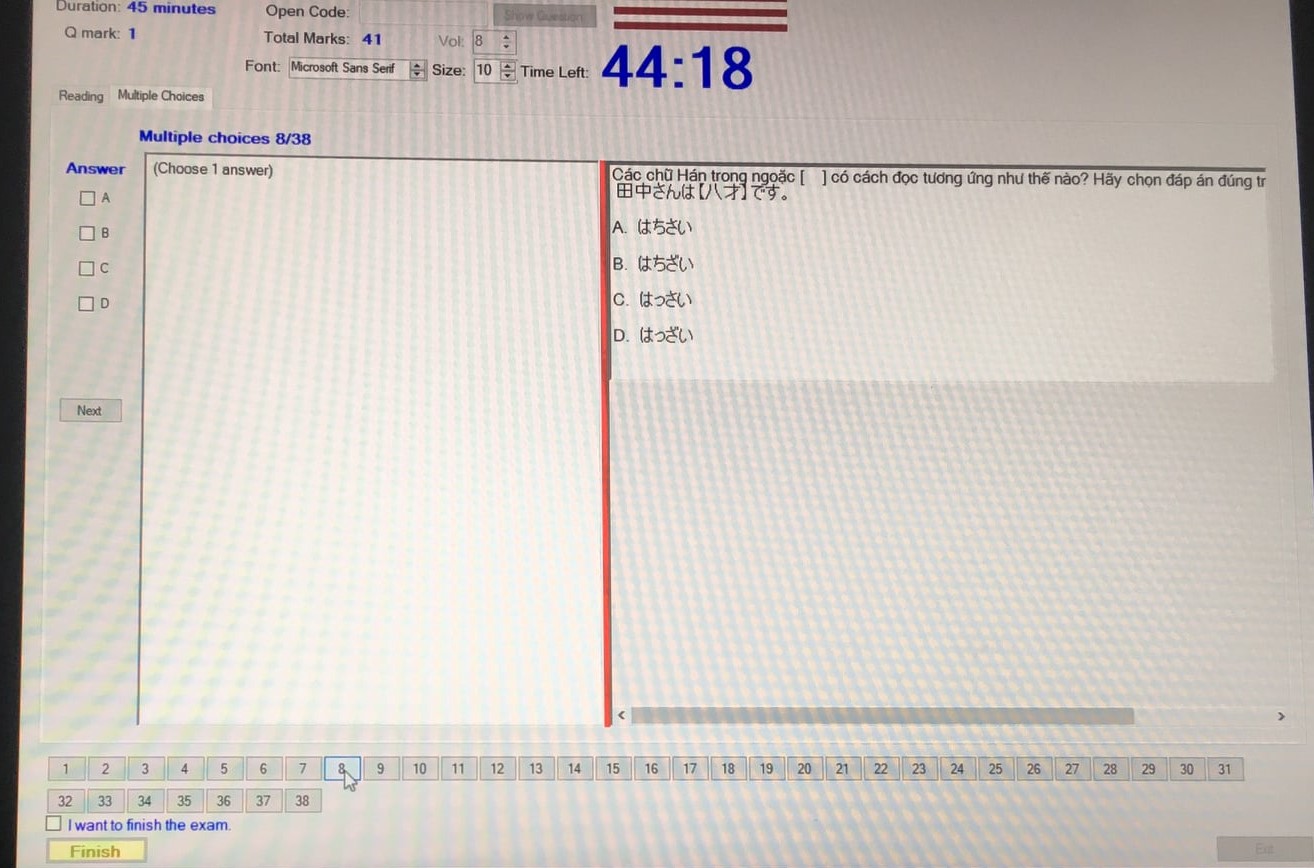 Duration: 45 minutes
Open Code:
Show Question
Q mark: 1
Total Marks: 41
Vol: 8
Font: Microsoft Sans Serif
Size: 10
Time Left: 44:18
Reading
Multiple Choices
Multiple choices 8/38
Answer
A
B
C
D
Next
(Choose 1 answer)
Các chữ Hán trong ngoặc [ ] có cách đọc tương ứng như thế nào? Hãy chọn đáp án đúng tr
田中さんは【八才】です。
A. はちさい
B. はちざい
C. はっさい
D. はっざい
1 2 3 4 5 6 7 8 9 10 11 12 13 14 15 16 17 18 19 20 21 22 23 24 25 26 27 28 29 30 31
32 33 34 35 36 37 38
I want to finish the exam.
Finish
Exit